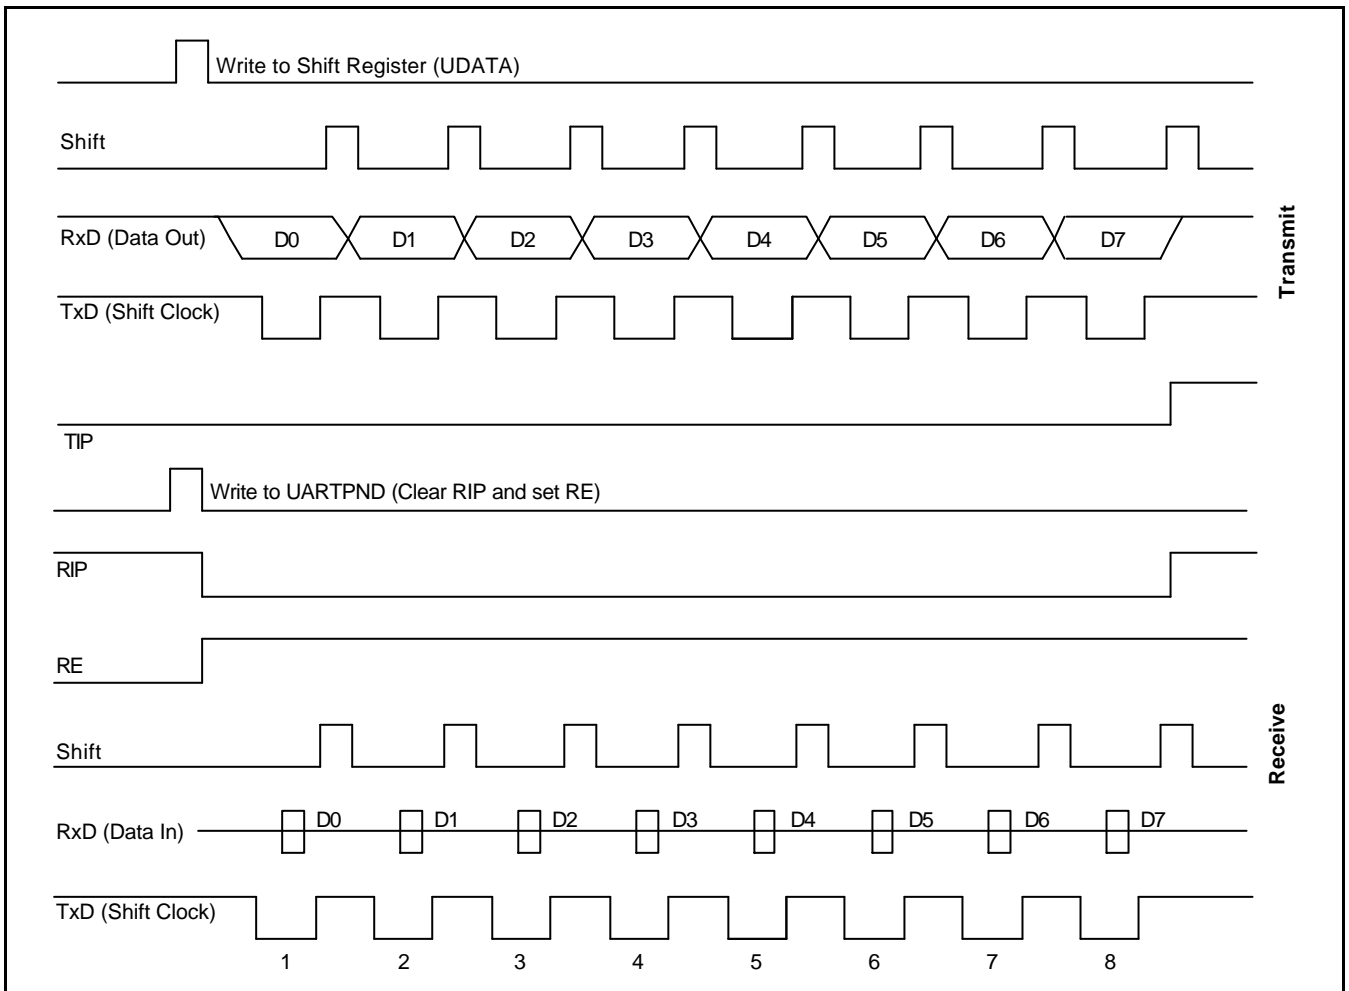 Write to Shift Register (UDATA)
Shift
RxD (Data Out) D0 D1 D2 D3 D4 D5 D6 D7
TxD (Shift Clock)
TIP
Transmit
Write to UARTPND (Clear RIP and set RE)
RIP
RE
Shift
RxD (Data In) D0 D1 D2 D3 D4 D5 D6 D7
TxD (Shift Clock)
1 2 3 4 5 6 7 8
Receive